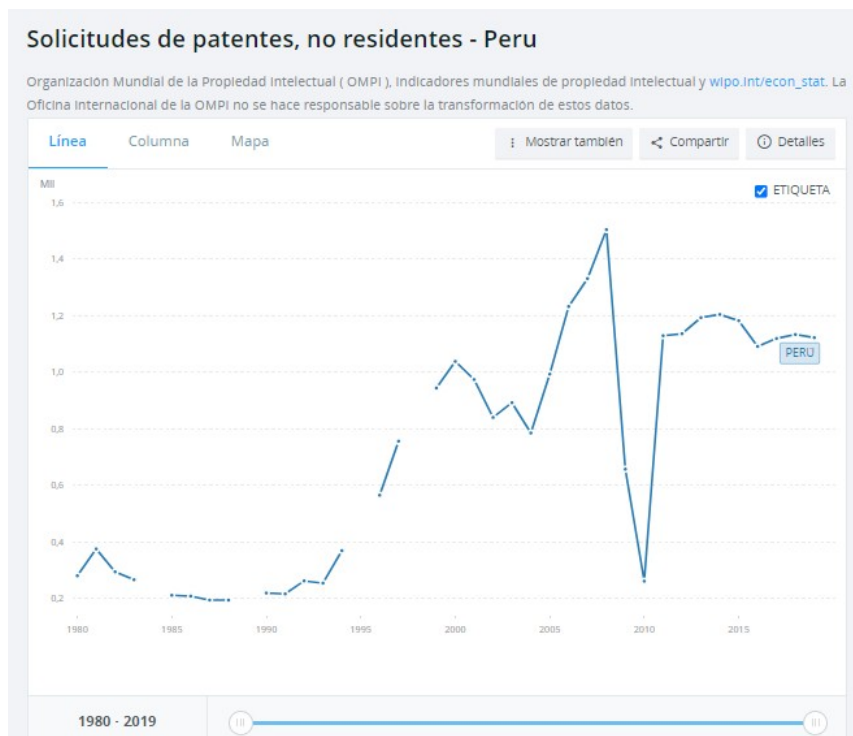 Solicitudes de patentes, no residentes - Peru
Organización Mundial de la Propiedad Intelectual ( OMPI ), Indicadores mundiales de propiedad intelectual y wipo.int/econ_stat. La
Oficina Internacional de la OMPI no se hace responsable sobre la transformación de estos datos.
Línea Columna Mapa Mostrar también Compartir Detalles
Mil
ETIQUETA
1,6
1,4
1,2
1,0
PERÚ
0,8
0,6
0,4
0,2
1980 1985 1990 1995 2000 2005 2010 2015
1980 - 2019